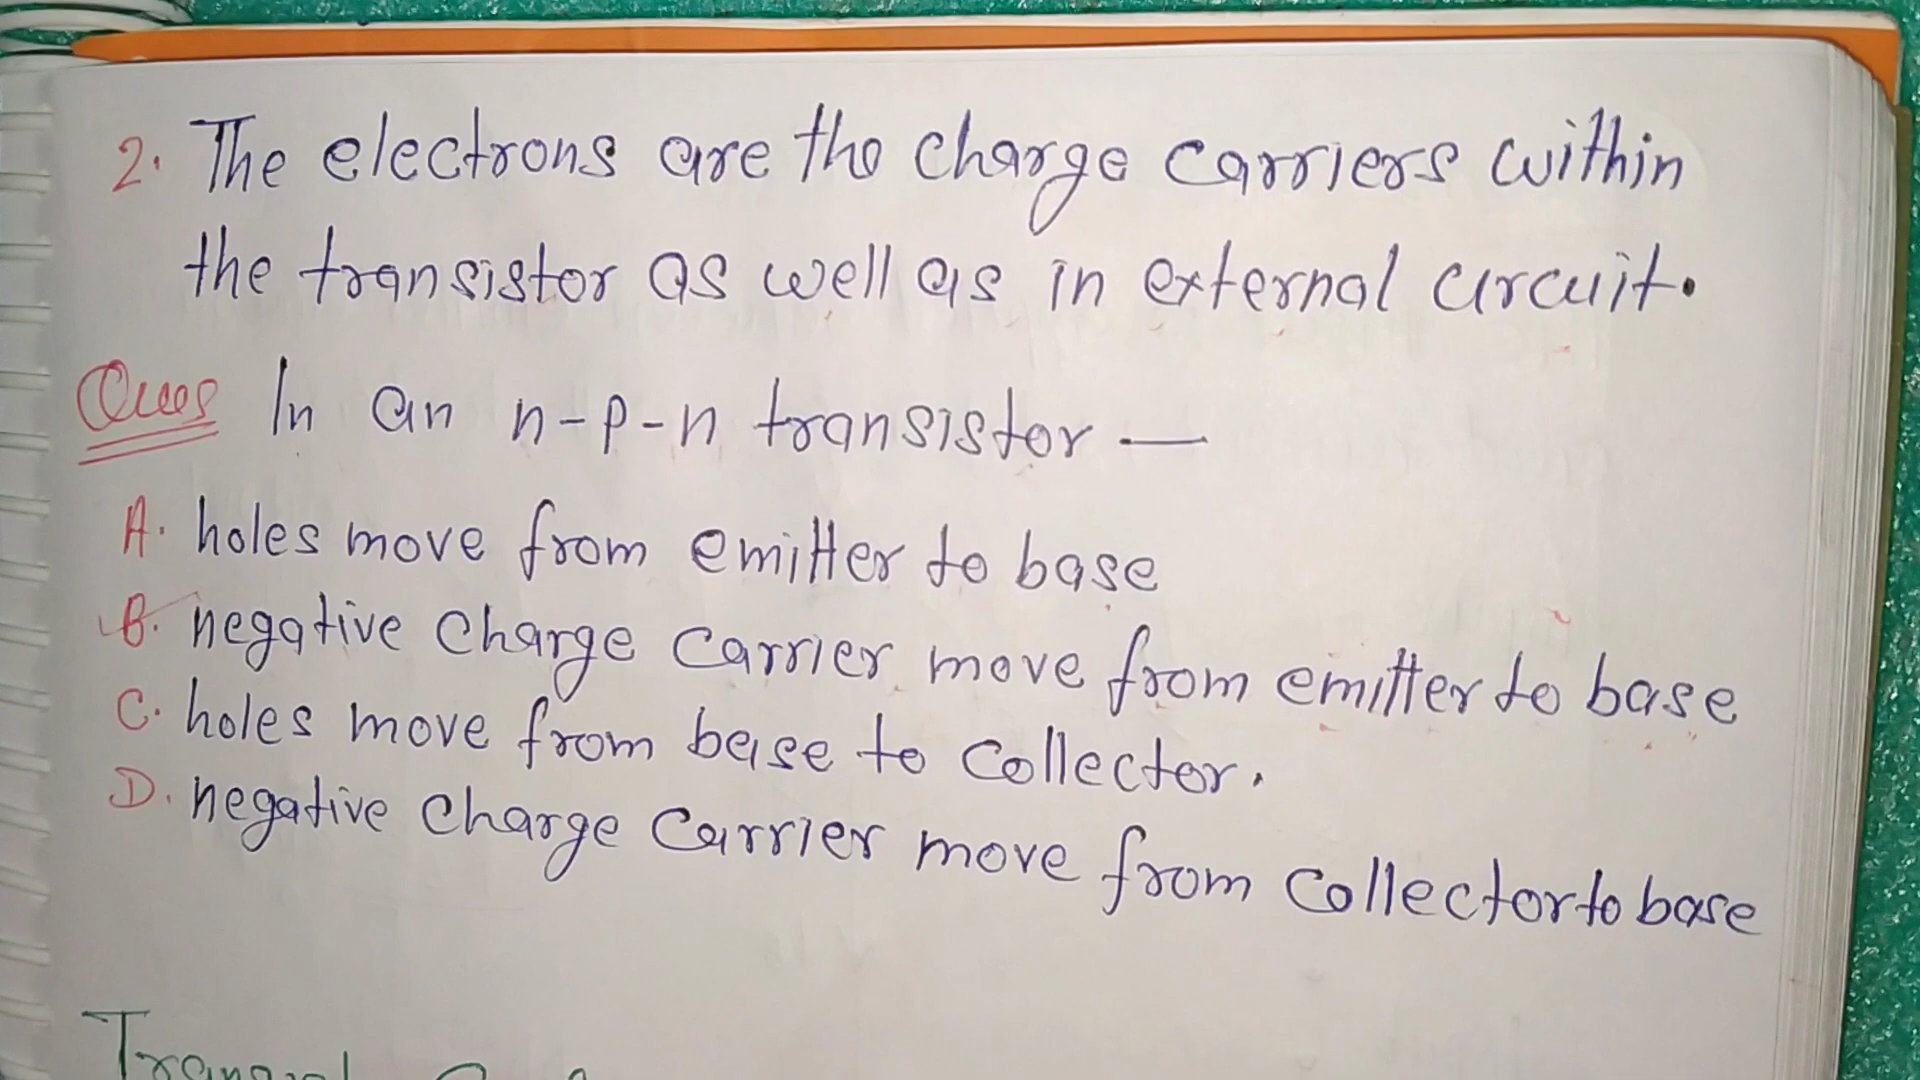 2. The electrons are the charge carriers within
the transistor as well as in external circuit.
Ques In an n-p-n transistor —
A. holes move from emitter to base
B. negative charge carrier move from emitter to base
C. holes move from base to collector.
D. negative charge carrier move from collector to base